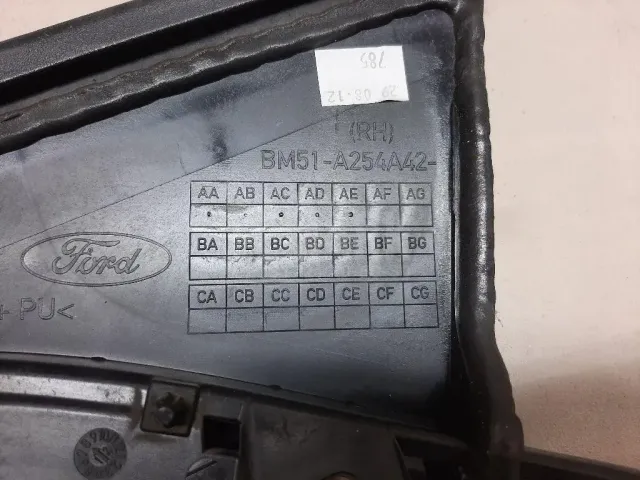 785
29 08-12
(RH)
BM51-A254A42-
AA AB AC AD AE AF AG
BA BB BC BD BE BF BG
Ford
CA CB CC CD CE CF CG
+ PU<